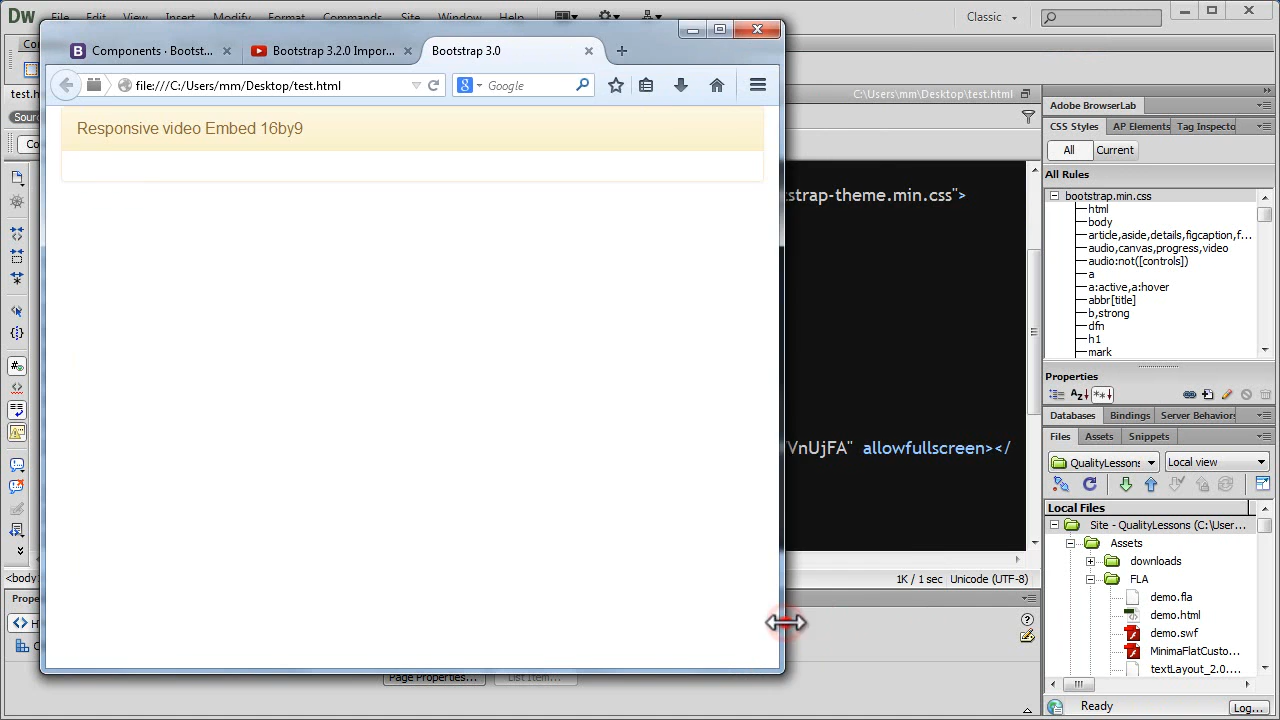 Dw File Edit View Insert Modify Format Commands Site Window Help Classic
Components · Bootst...
Bootstrap 3.2.0 Impor...
Bootstrap 3.0
file:///C:/Users/mm/Desktop/test.html
Google
Responsive video Embed 16by9
C:\Users\mm\Desktop\test.html
strap-theme.min.css">
VnUjFA" allowfullscreen></
1K / 1 sec Unicode (UTF-8)
<body
Page Properties...
List Item...
Adobe BrowserLab
CSS Styles AP Elements Tag Inspecto
All Current
All Rules
bootstrap.min.css
html
body
article,aside,details,figcaption,f...
audio,canvas,progress,video
audio:not([controls])
a
a:active,a:hover
abbr[title]
b,strong
dfn
h1
mark
Properties
Databases Bindings Server Behaviors
Files Assets Snippets
QualityLessons Local view
Local Files
Site - QualityLessons (C:\User...
Assets
downloads
FLA
demo.fla
demo.html
demo.swf
MinimaFlatCusto...
textLayout_2.0....
Ready Log...